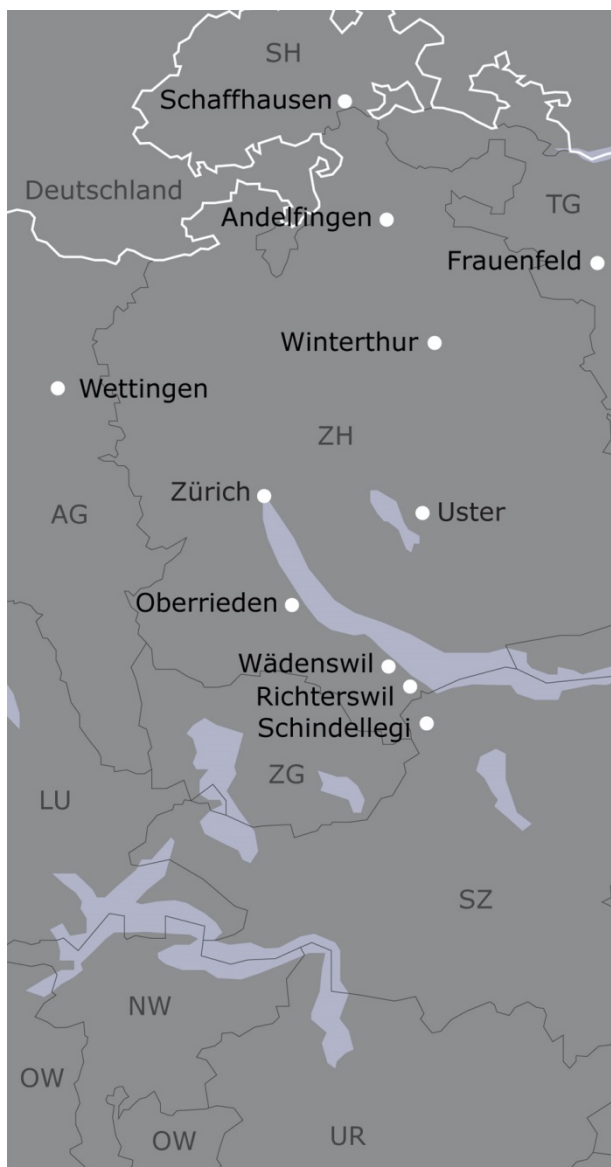 SH
Schaffhausen
Deutschland
TG
Andelfingen
Frauenfeld
Winterthur
Wettingen
ZH
Zürich
Uster
AG
Oberrieden
Wädenswil
Richterswil
Schindellegi
ZG
LU
SZ
NW
OW
OW
UR